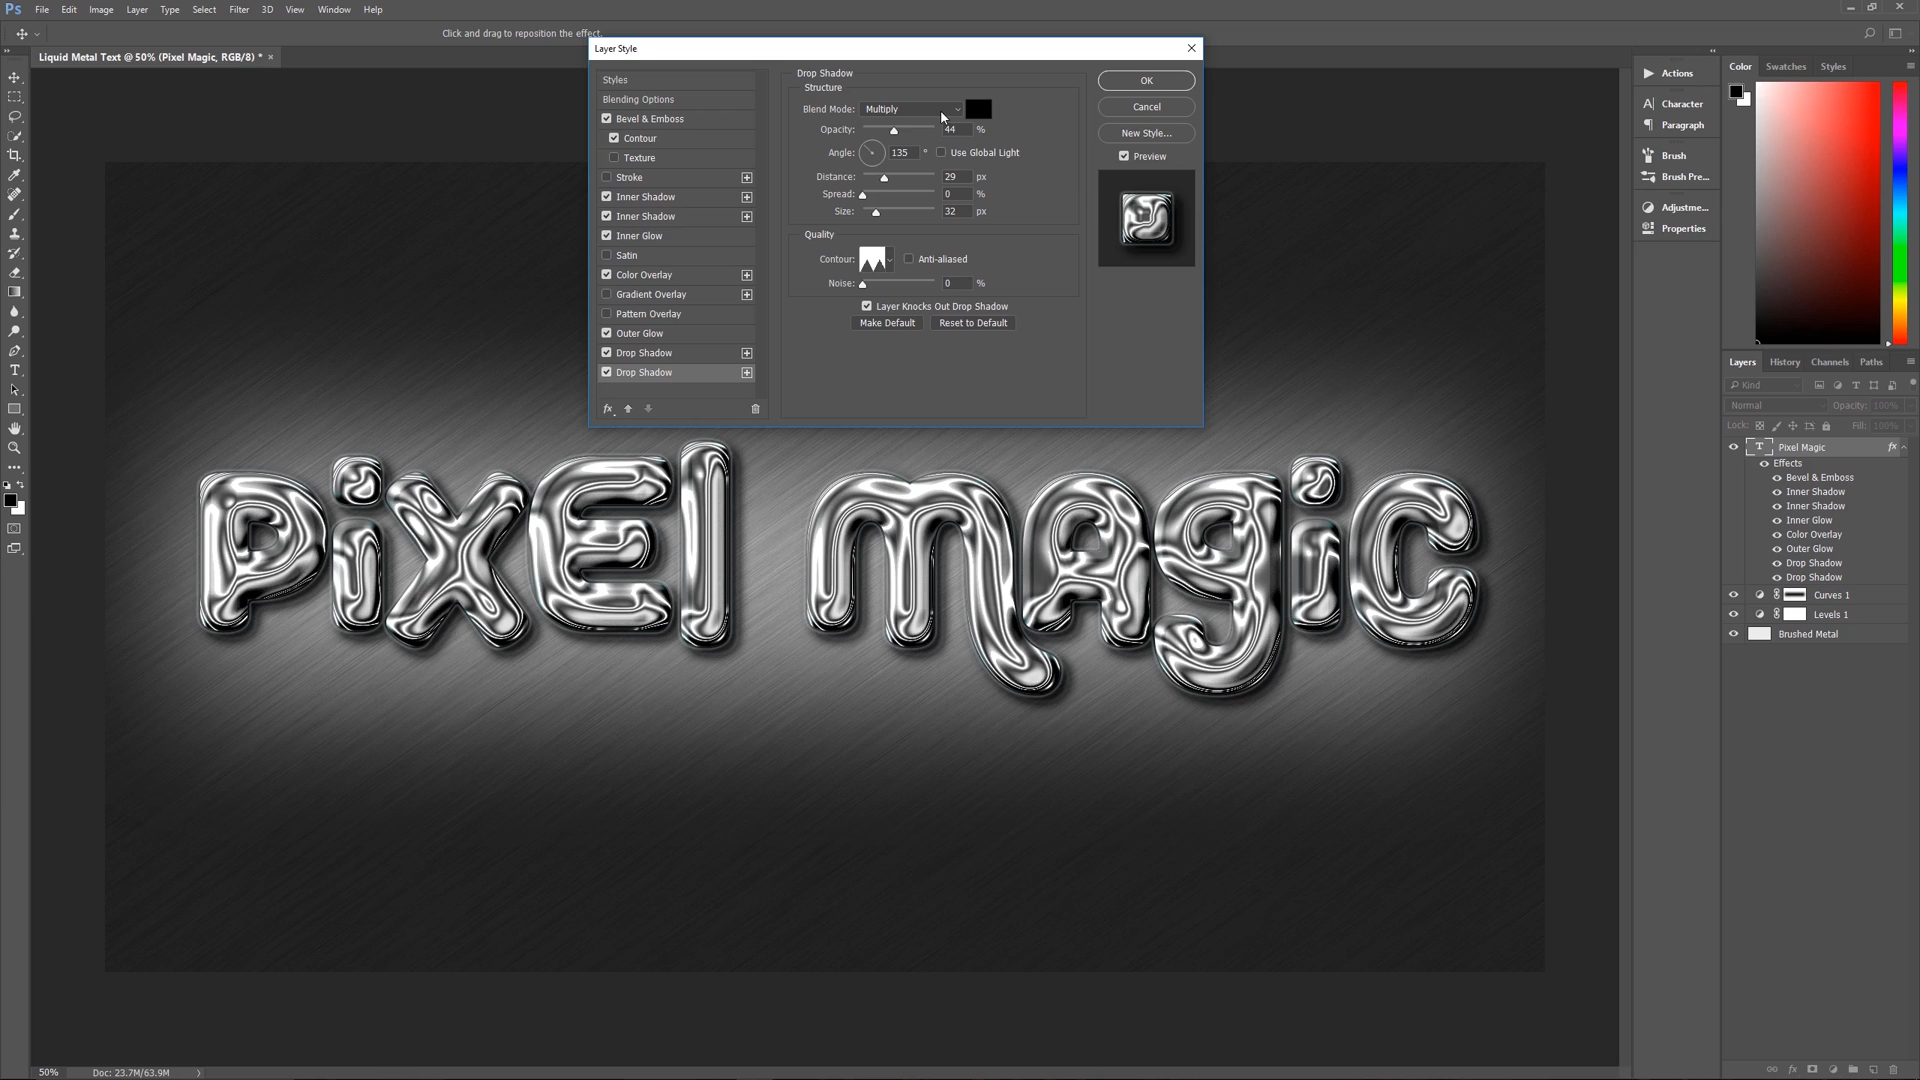 Ps File Edit Image Layer Type Select Filter 3D View Window Help
Click and drag to reposition the effect.
Liquid Metal Text @ 50% (Pixel Magic, RGB/8) * ×
Layer Style
Styles
Blending Options
Bevel & Emboss
Contour
Texture
Stroke
Inner Shadow
Inner Shadow
Inner Glow
Satin
Color Overlay
Gradient Overlay
Pattern Overlay
Outer Glow
Drop Shadow
Drop Shadow
fx
Drop Shadow
Structure
Blend Mode: Multiply
Opacity: 44 %
Angle: 135 ° Use Global Light
Distance: 29 px
Spread: 0 %
Size: 32 px
Quality
Contour: Anti-aliased
Noise: 0 %
Layer Knocks Out Drop Shadow
Make Default Reset to Default
OK
Cancel
New Style...
Preview
PixEl mAgic
Actions
Character
Paragraph
Brush
Brush Pre...
Adjustme...
Properties
Color Swatches Styles
Layers History Channels Paths
Kind
Normal Opacity: 100%
Lock: Fill: 100%
T Pixel Magic fx
Effects
Bevel & Emboss
Inner Shadow
Inner Shadow
Inner Glow
Color Overlay
Outer Glow
Drop Shadow
Drop Shadow
Curves 1
Levels 1
Brushed Metal
50% Doc: 23.7M/63.9M
fx